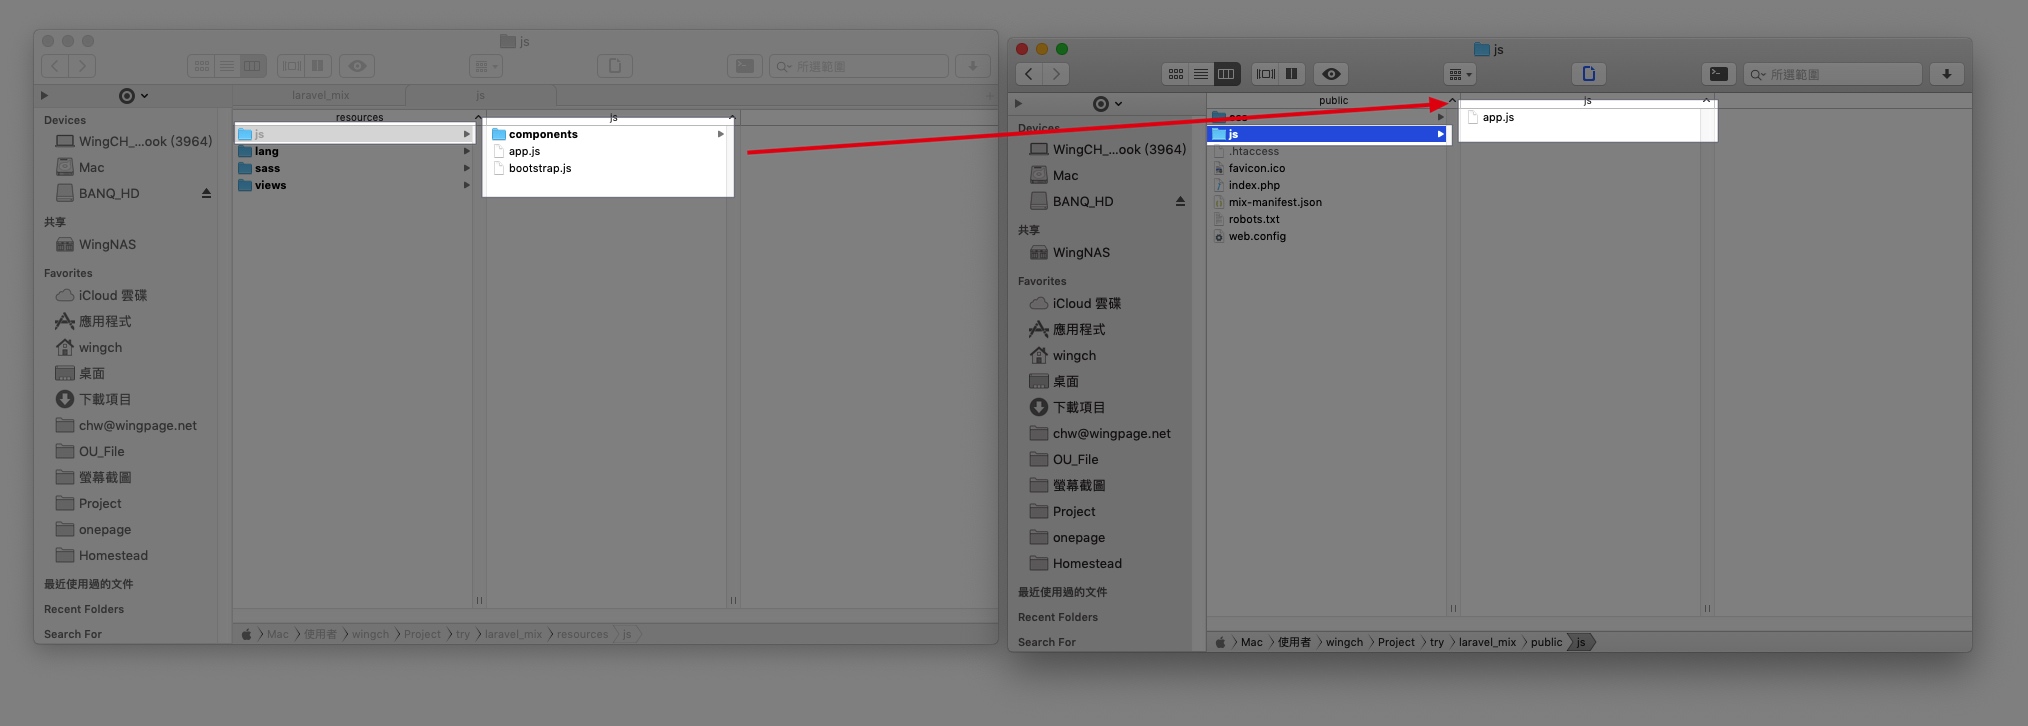 js
所選範圍
laravel_mix
js
Devices
WingCH_...ook (3964)
Mac
BANQ_HD
共享
WingNAS
Favorites
iCloud 雲碟
應用程式
wingch
桌面
下載項目
chw@wingpage.net
OU_File
螢幕截圖
Project
onepage
Homestead
最近使用過的文件
Recent Folders
Search For
resources
js
lang
sass
views
js
components
app.js
bootstrap.js
Mac 使用者 wingch Project try laravel_mix resources js
js
所選範圍
Devices
WingCH_...ook (3964)
Mac
BANQ_HD
共享
WingNAS
Favorites
iCloud 雲碟
應用程式
wingch
桌面
下載項目
chw@wingpage.net
OU_File
螢幕截圖
Project
onepage
Homestead
最近使用過的文件
Recent Folders
Search For
public
js
.htaccess
favicon.ico
index.php
mix-manifest.json
robots.txt
web.config
js
app.js
Mac 使用者 wingch Project try laravel_mix public js